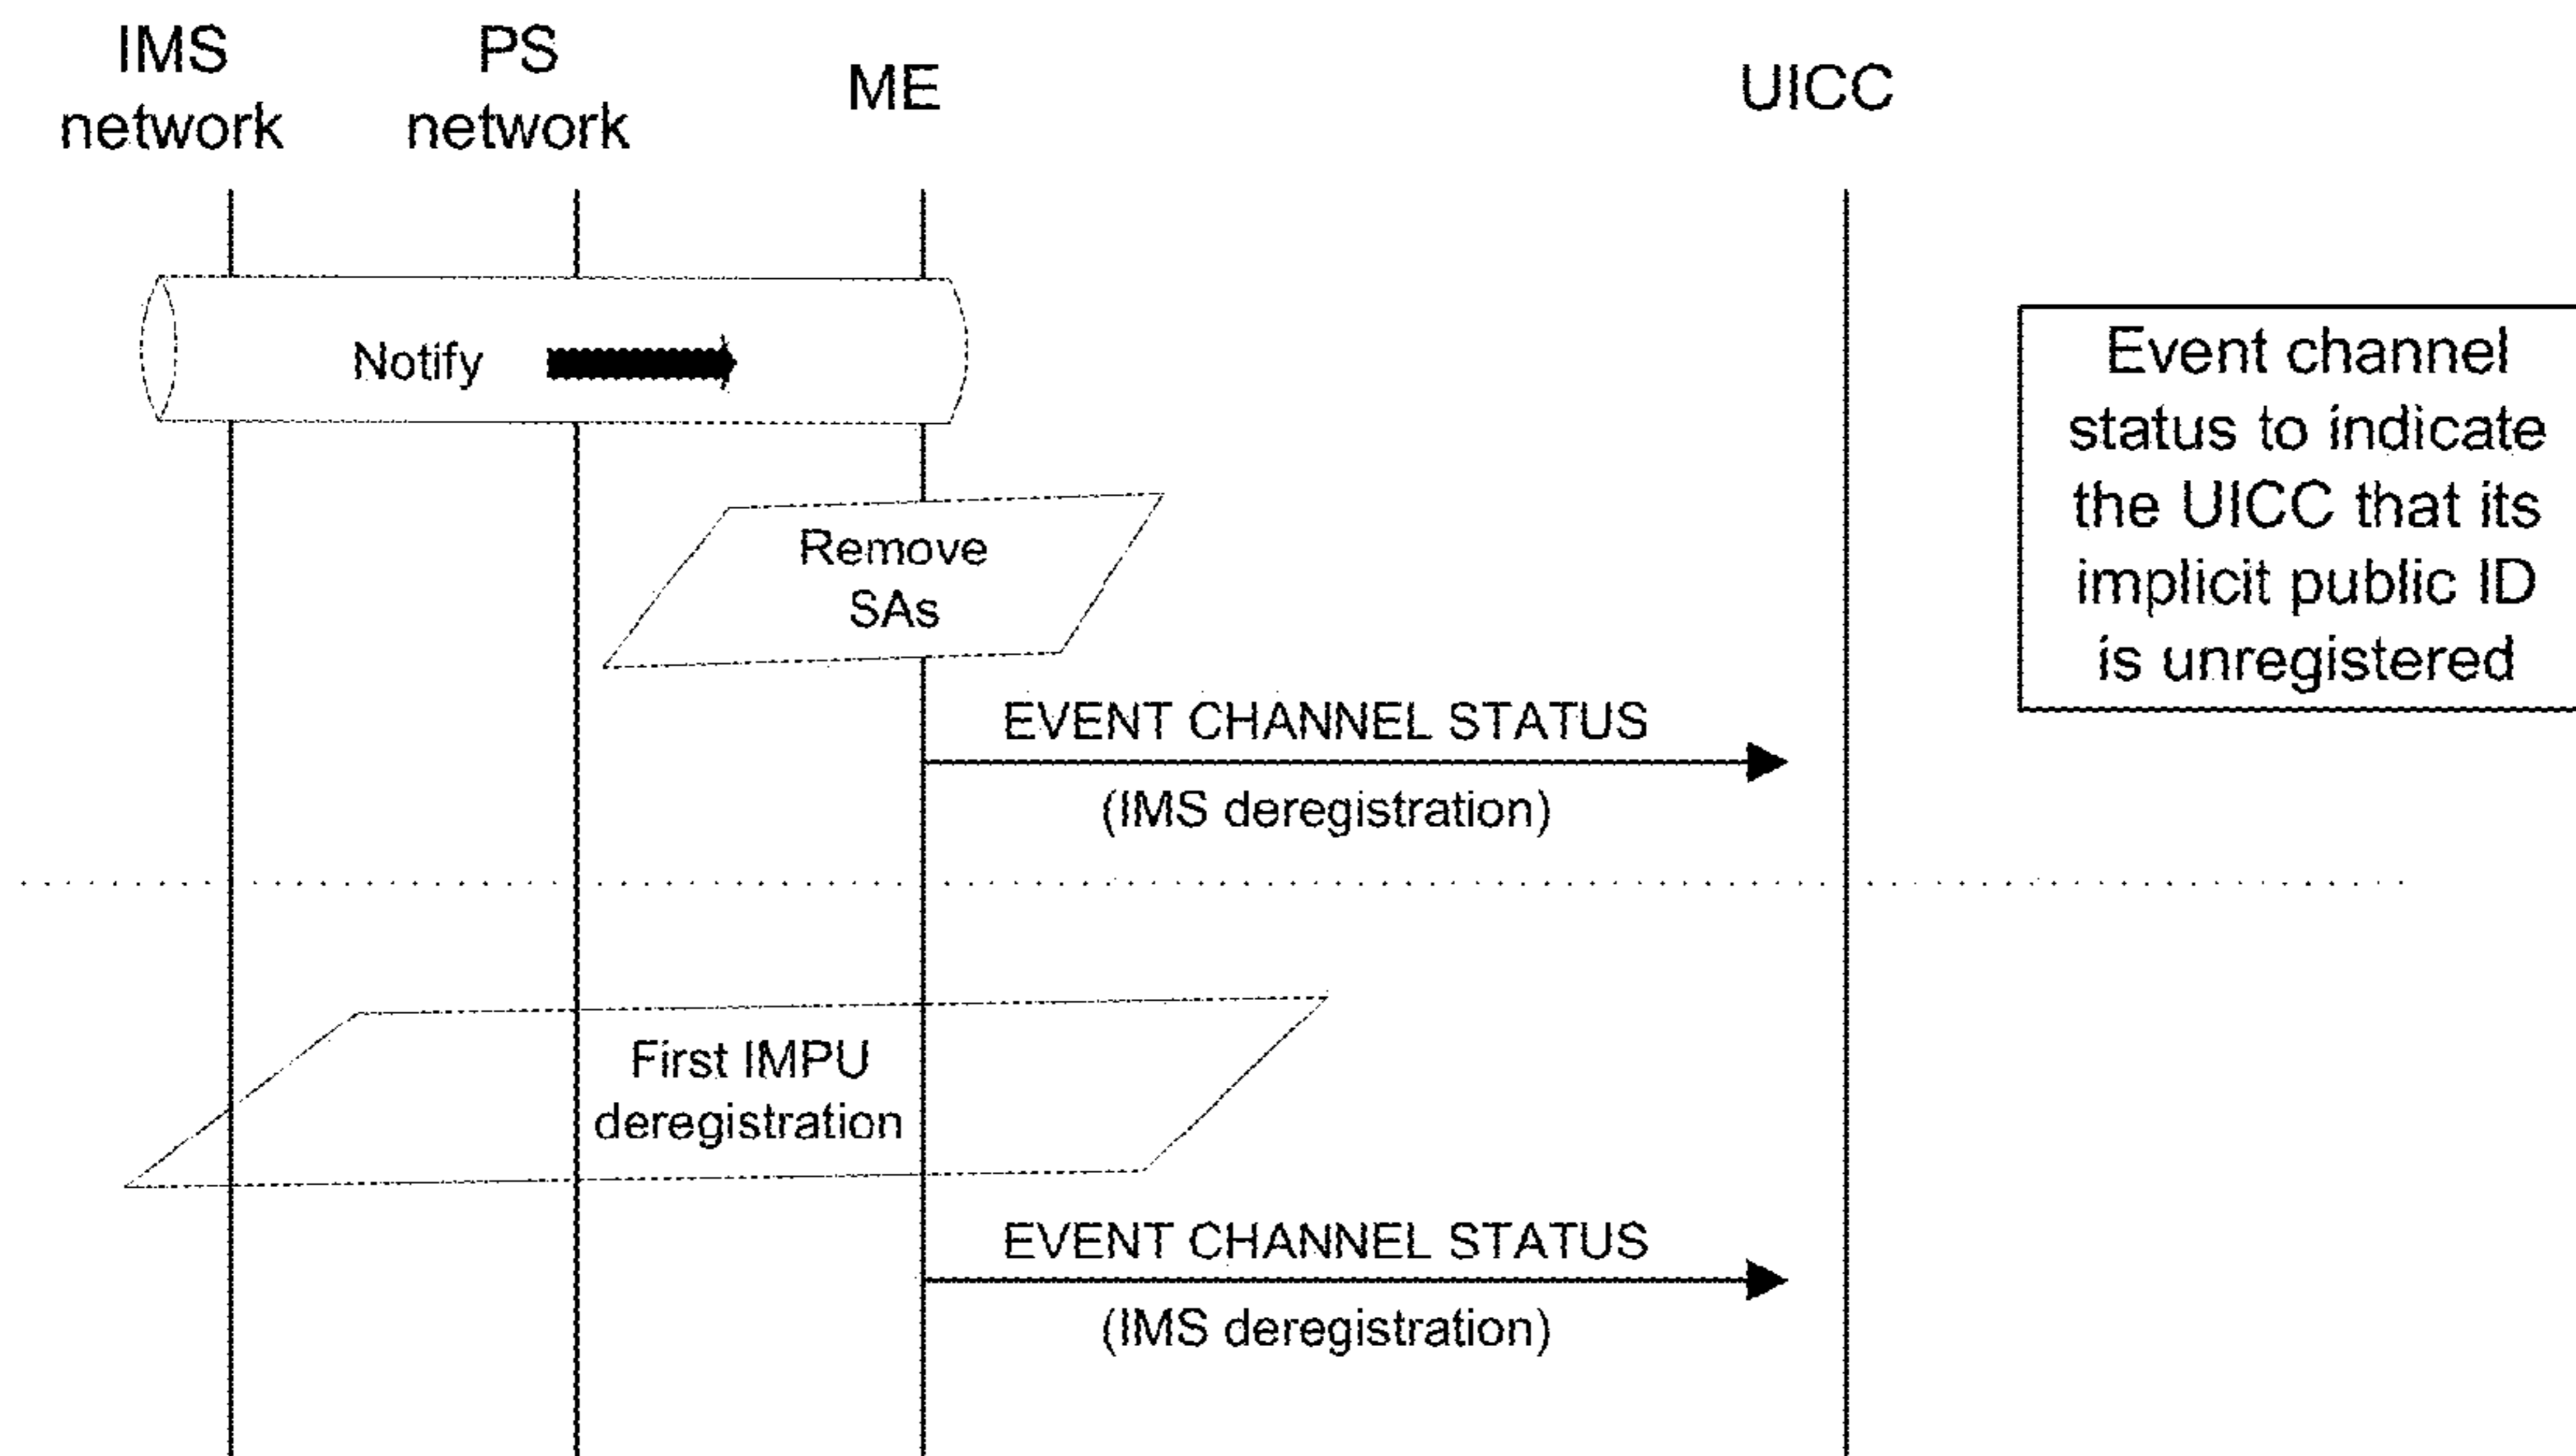 IMS
network
PS
network
ME
UICC
Notify
Event channel
status to indicate
the UICC that its
implicit public ID
is unregistered
Remove
SAs
EVENT CHANNEL STATUS
(IMS deregistration)
First IMPU
deregistration
EVENT CHANNEL STATUS
(IMS deregistration)